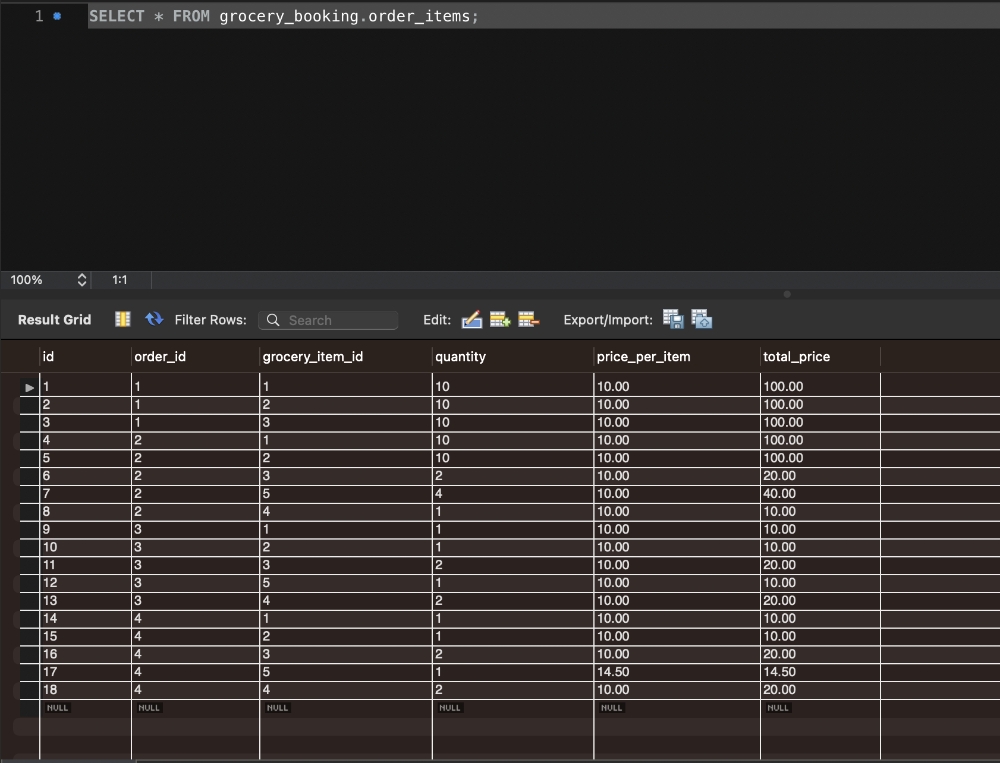 1 SELECT * FROM grocery_booking.order_items;
100% 1:1
Result Grid Filter Rows: Search Edit: Export/Import:
id order_id grocery_item_id quantity price_per_item total_price
1 1 1 10 10.00 100.00
2 1 2 10 10.00 100.00
3 1 3 10 10.00 100.00
4 2 1 10 10.00 100.00
5 2 2 10 10.00 100.00
6 2 3 2 10.00 20.00
7 2 5 4 10.00 40.00
8 2 4 1 10.00 10.00
9 3 1 1 10.00 10.00
10 3 2 1 10.00 10.00
11 3 3 2 10.00 20.00
12 3 5 1 10.00 10.00
13 3 4 2 10.00 20.00
14 4 1 1 10.00 10.00
15 4 2 1 10.00 10.00
16 4 3 2 10.00 20.00
17 4 5 1 14.50 14.50
18 4 4 2 10.00 20.00
NULL NULL NULL NULL NULL NULL